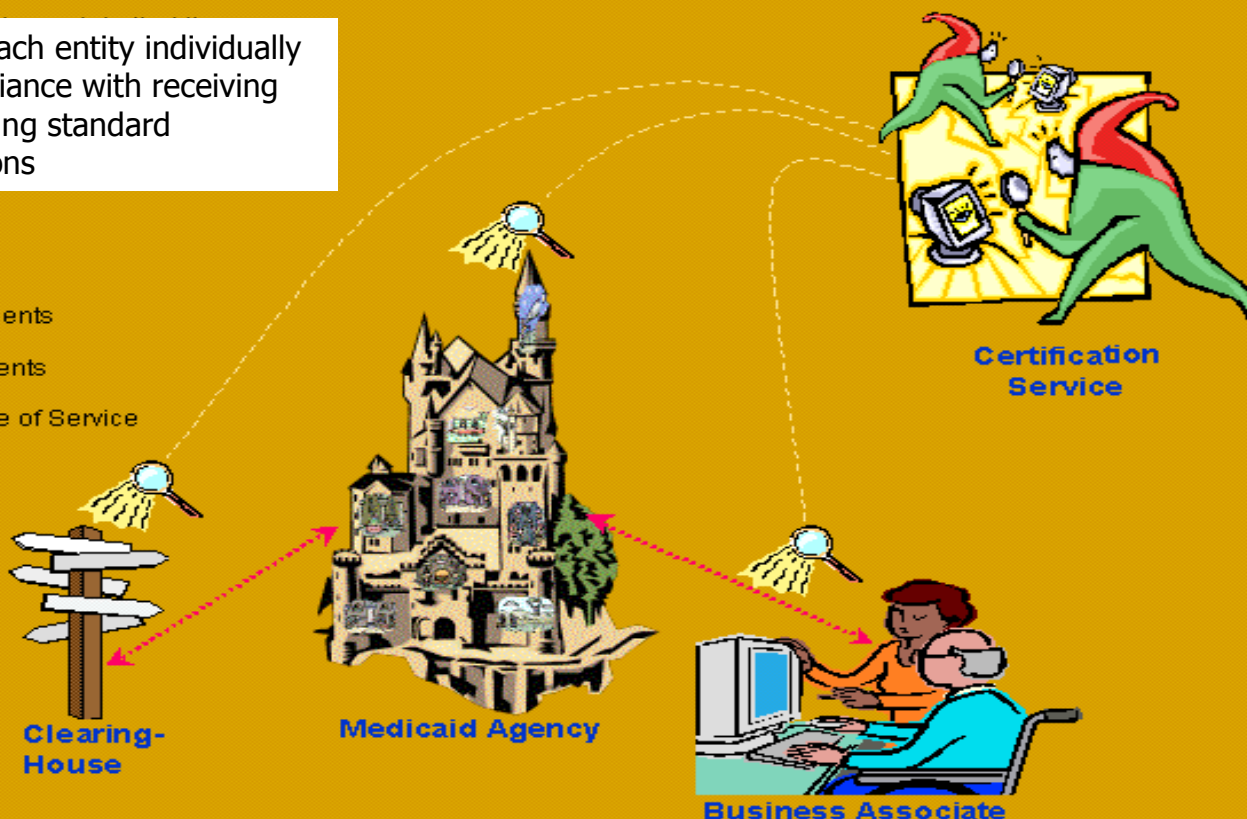 ach entity individually
iance with receiving
ing standard
ons
ents
ents
e of Service
Certification
Service
Clearing-
House
Medicaid Agency
Business Associate